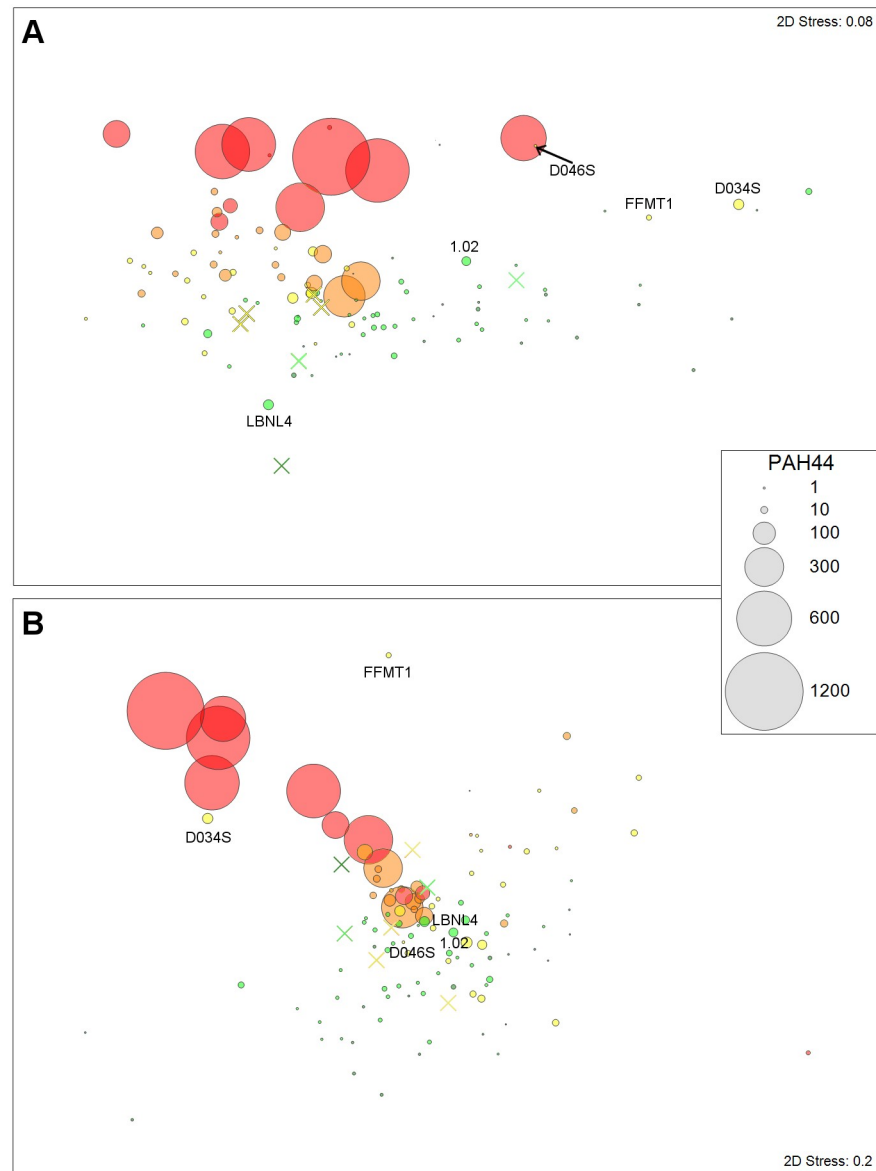 A
2D Stress: 0.08
D046S
D034S
FFMT1
1.02
LBNL4
PAH44
1
10
100
300
600
1200
B
FFMT1
D034S
LBNL4
1.02
D046S
2D Stress: 0.2